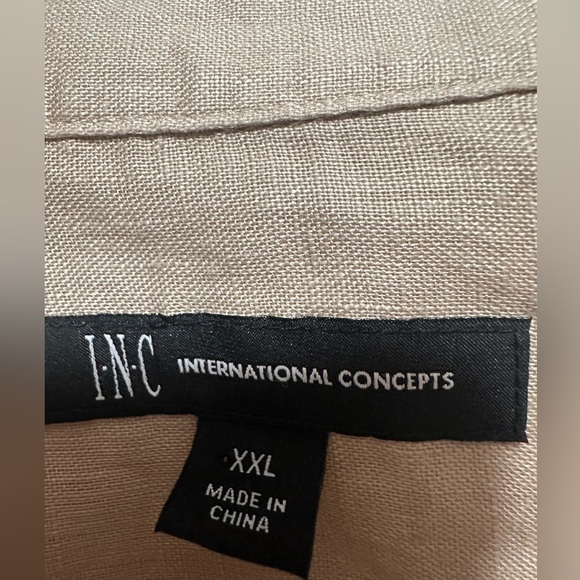 I·N·C INTERNATIONAL CONCEPTS
XXL
MADE IN
CHINA